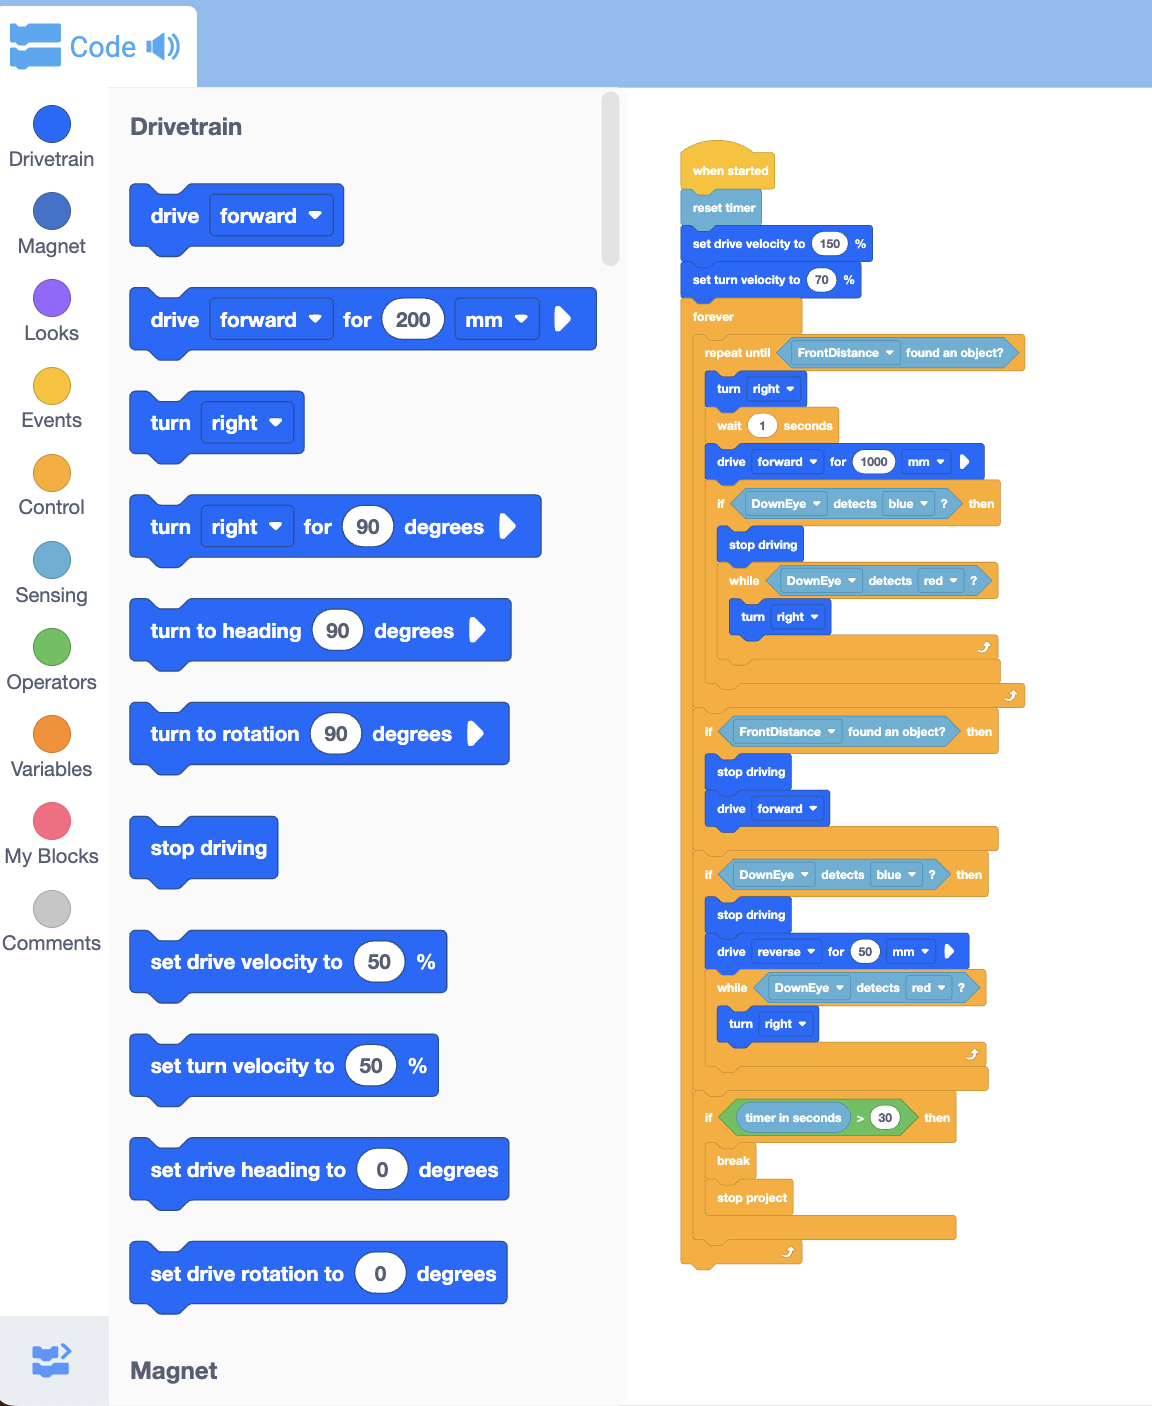 Code
Drivetrain
Magnet
Looks
Events
Control
Sensing
Operators
Variables
My Blocks
Comments
Drivetrain
drive forward
drive forward for 200 mm
turn right
turn right for 90 degrees
turn to heading 90 degrees
turn to rotation 90 degrees
stop driving
set drive velocity to 50 %
set turn velocity to 50 %
set drive heading to 0 degrees
set drive rotation to 0 degrees
Magnet
when started
reset timer
set drive velocity to 150 %
set turn velocity to 70 %
forever
repeat until FrontDistance found an object?
turn right
wait 1 seconds
drive forward for 1000 mm
if DownEye detects blue ? then
stop driving
while DownEye detects red ?
turn right
if FrontDistance found an object? then
stop driving
drive forward
if DownEye detects blue ? then
stop driving
drive reverse for 50 mm
while DownEye detects red ?
turn right
if timer in seconds > 30 then
break
stop project